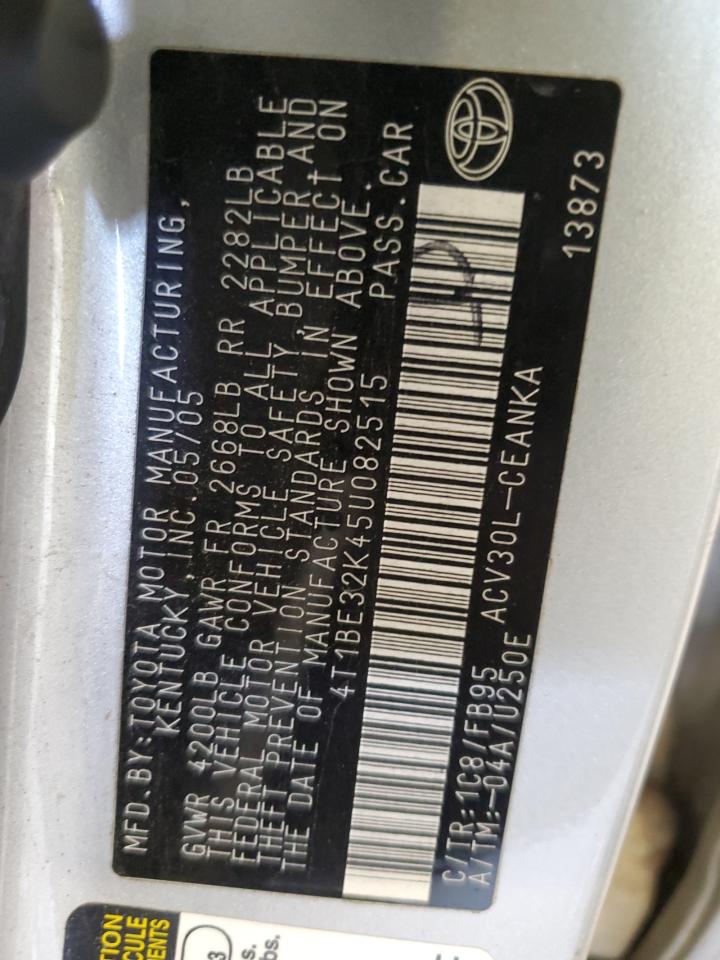 MFD.BY:TOYOTA MOTOR MANUFACTURING,
KENTUCKY,INC.05/05
GVWR 4200LB GAWR FR 2668LB RR 2282LB
THIS VEHICLE CONFORMS TO ALL APPLICABLE
FEDERAL MOTOR VEHICLE SAFETY,BUMPER,AND
THEFT PREVENTION STANDARDS IN EFFECT ON
THE DATE OF MANUFACTURE SHOWN ABOVE.
4T1BE32K45U082515 PASS.CAR
C/TR:1C8/FB95 ACV30L-CEANKA
A/TM:-04A/U250E 13873